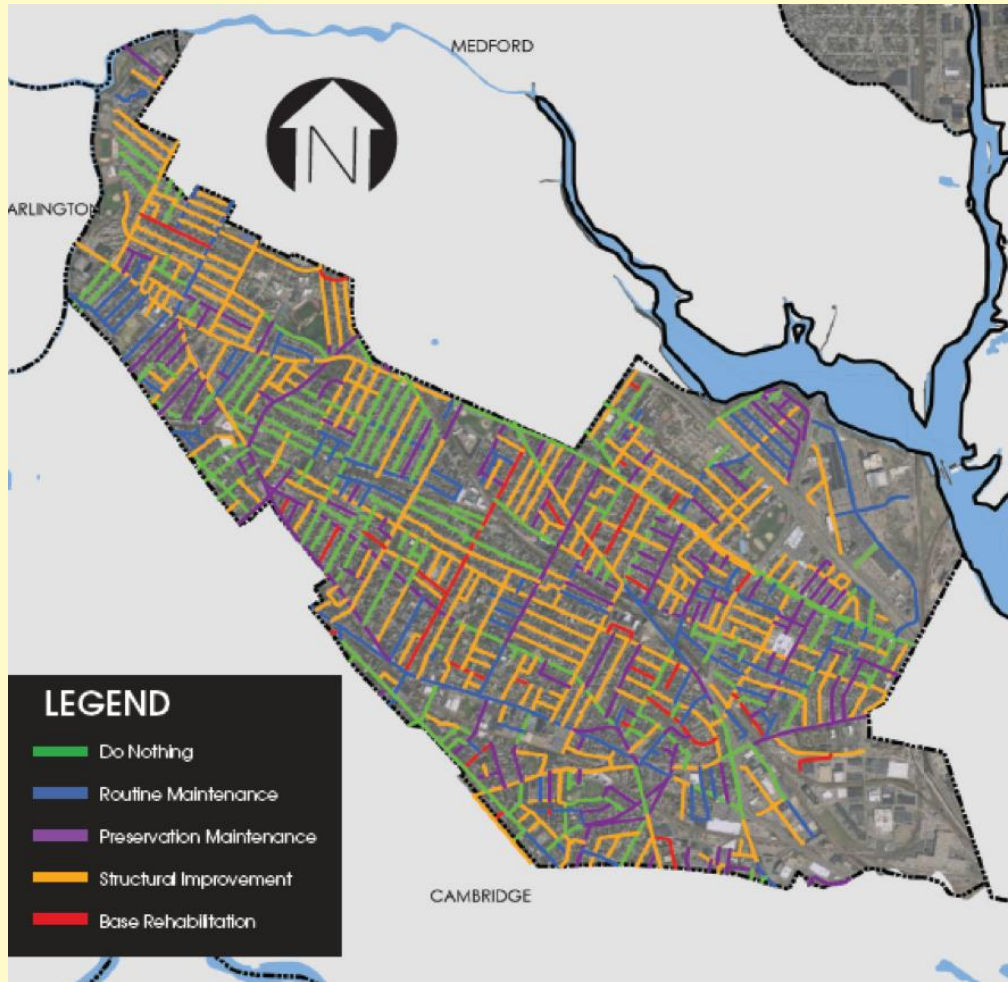 MEDFORD
N
ARLINGTON
LEGEND
Do Nothing
Routine Maintenance
Preservation Maintenance
Structural Improvement
Base Rehabilitation
CAMBRIDGE